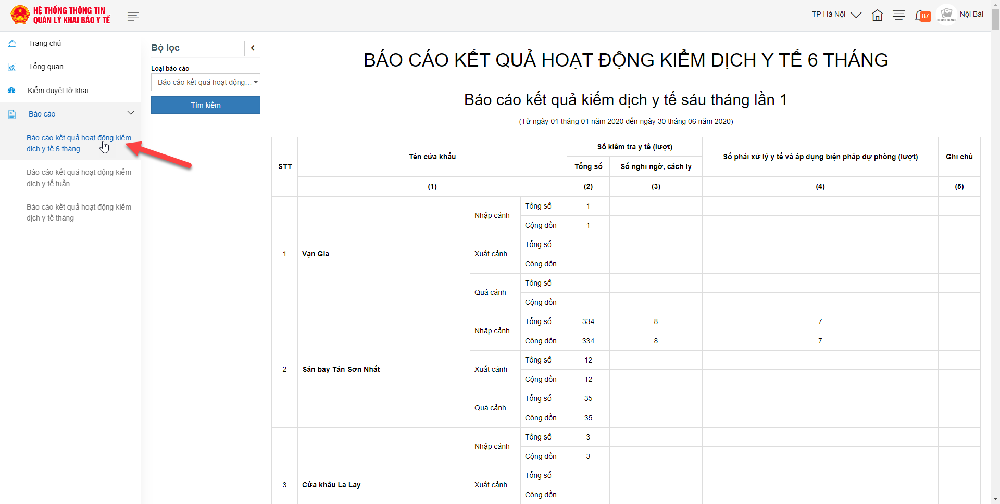 HỆ THỐNG THÔNG TIN
QUẢN LÝ KHAI BÁO Y TẾ
TP Hà Nội
87
KHÔNG CÓ ẢNH
Nội Bài
Trang chủ
Tổng quan
Kiểm duyệt tờ khai
Báo cáo
Báo cáo kết quả hoạt động kiểm
dịch y tế 6 tháng
Báo cáo kết quả hoạt động kiểm
dịch y tế tuần
Báo cáo kết quả hoạt động kiểm
dịch y tế tháng
Bộ lọc
Loại báo cáo
Báo cáo kết quả hoạt động...
Tìm kiếm
BÁO CÁO KẾT QUẢ HOẠT ĐỘNG KIỂM DỊCH Y TẾ 6 THÁNG
Báo cáo kết quả kiểm dịch y tế sáu tháng lần 1
(Từ ngày 01 tháng 01 năm 2020 đến ngày 30 tháng 06 năm 2020)
STT
Tên cửa khẩu
Số kiểm tra y tế (lượt)
Số phải xử lý y tế và áp dụng biện pháp dự phòng (lượt)
Ghi chú
Tổng số
Số nghi ngờ, cách ly
(1) (2) (3) (4) (5)
1
Vạn Gia
Nhập cảnh
Tổng số 1
Cộng dồn 1
Xuất cảnh
Tổng số
Cộng dồn
Quá cảnh
Tổng số
Cộng dồn
2
Sân bay Tân Sơn Nhất
Nhập cảnh
Tổng số 334 8 7
Cộng dồn 334 8 7
Xuất cảnh
Tổng số 12
Cộng dồn 12
Quá cảnh
Tổng số 35
Cộng dồn 35
3
Cửa khẩu La Lay
Nhập cảnh
Tổng số 3
Cộng dồn 3
Xuất cảnh
Tổng số
Cộng dồn